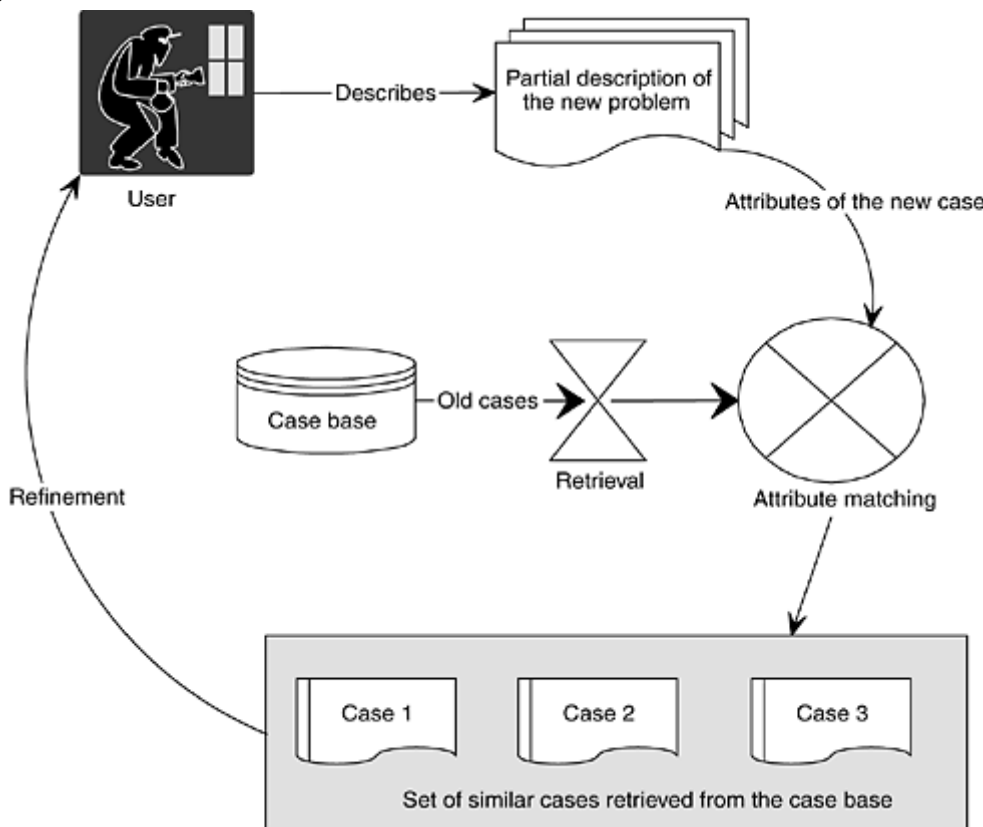 Partial description of
the new problem
Describes
User
Attributes of the new case
Case base
Old cases
Retrieval
Attribute matching
Refinement
Case 1
Case 2
Case 3
Set of similar cases retrieved from the case base